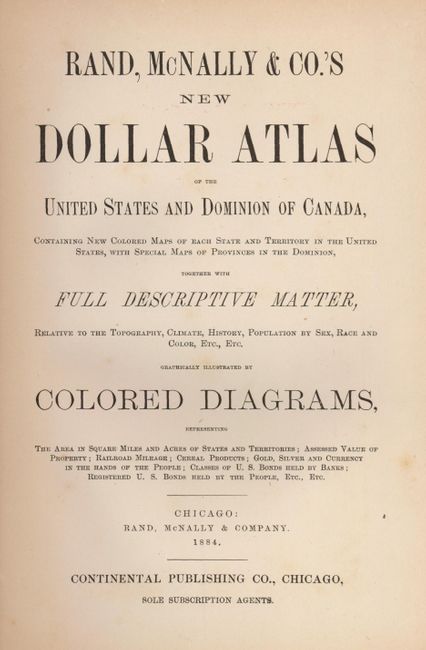 RAND, McNALLY & CO.'S
NEW
DOLLAR ATLAS
OF THE
UNITED STATES AND DOMINION OF CANADA,
CONTAINING NEW COLORED MAPS OF EACH STATE AND TERRITORY IN THE UNITED
STATES, WITH SPECIAL MAPS OF PROVINCES IN THE DOMINION,
TOGETHER WITH
FULL DESCRIPTIVE MATTER,
RELATIVE TO THE TOPOGRAPHY, CLIMATE, HISTORY, POPULATION BY SEX, RACE AND
COLOR, ETC., ETC.
GRAPHICALLY ILLUSTRATED BY
COLORED DIAGRAMS,
REPRESENTING
THE AREA IN SQUARE MILES AND ACRES OF STATES AND TERRITORIES; ASSESSED VALUE OF
PROPERTY; RAILROAD MILEAGE; CEREAL PRODUCTS; GOLD, SILVER AND CURRENCY
IN THE HANDS OF THE PEOPLE; CLASSES OF U. S. BONDS HELD BY BANKS;
REGISTERED U. S. BONDS HELD BY THE PEOPLE, ETC., ETC.
CHICAGO:
RAND, McNALLY & COMPANY.
1884.
CONTINENTAL PUBLISHING CO., CHICAGO,
SOLE SUBSCRIPTION AGENTS.